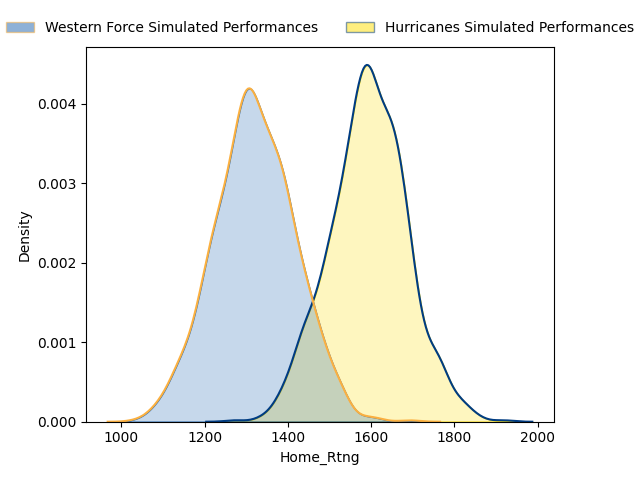 Western Force Simulated Performances Hurricanes Simulated Performances
0.004
0.003
0.002
0.001
0.000
Density
1000 1200 1400 1600 1800 2000
Home_Rtng